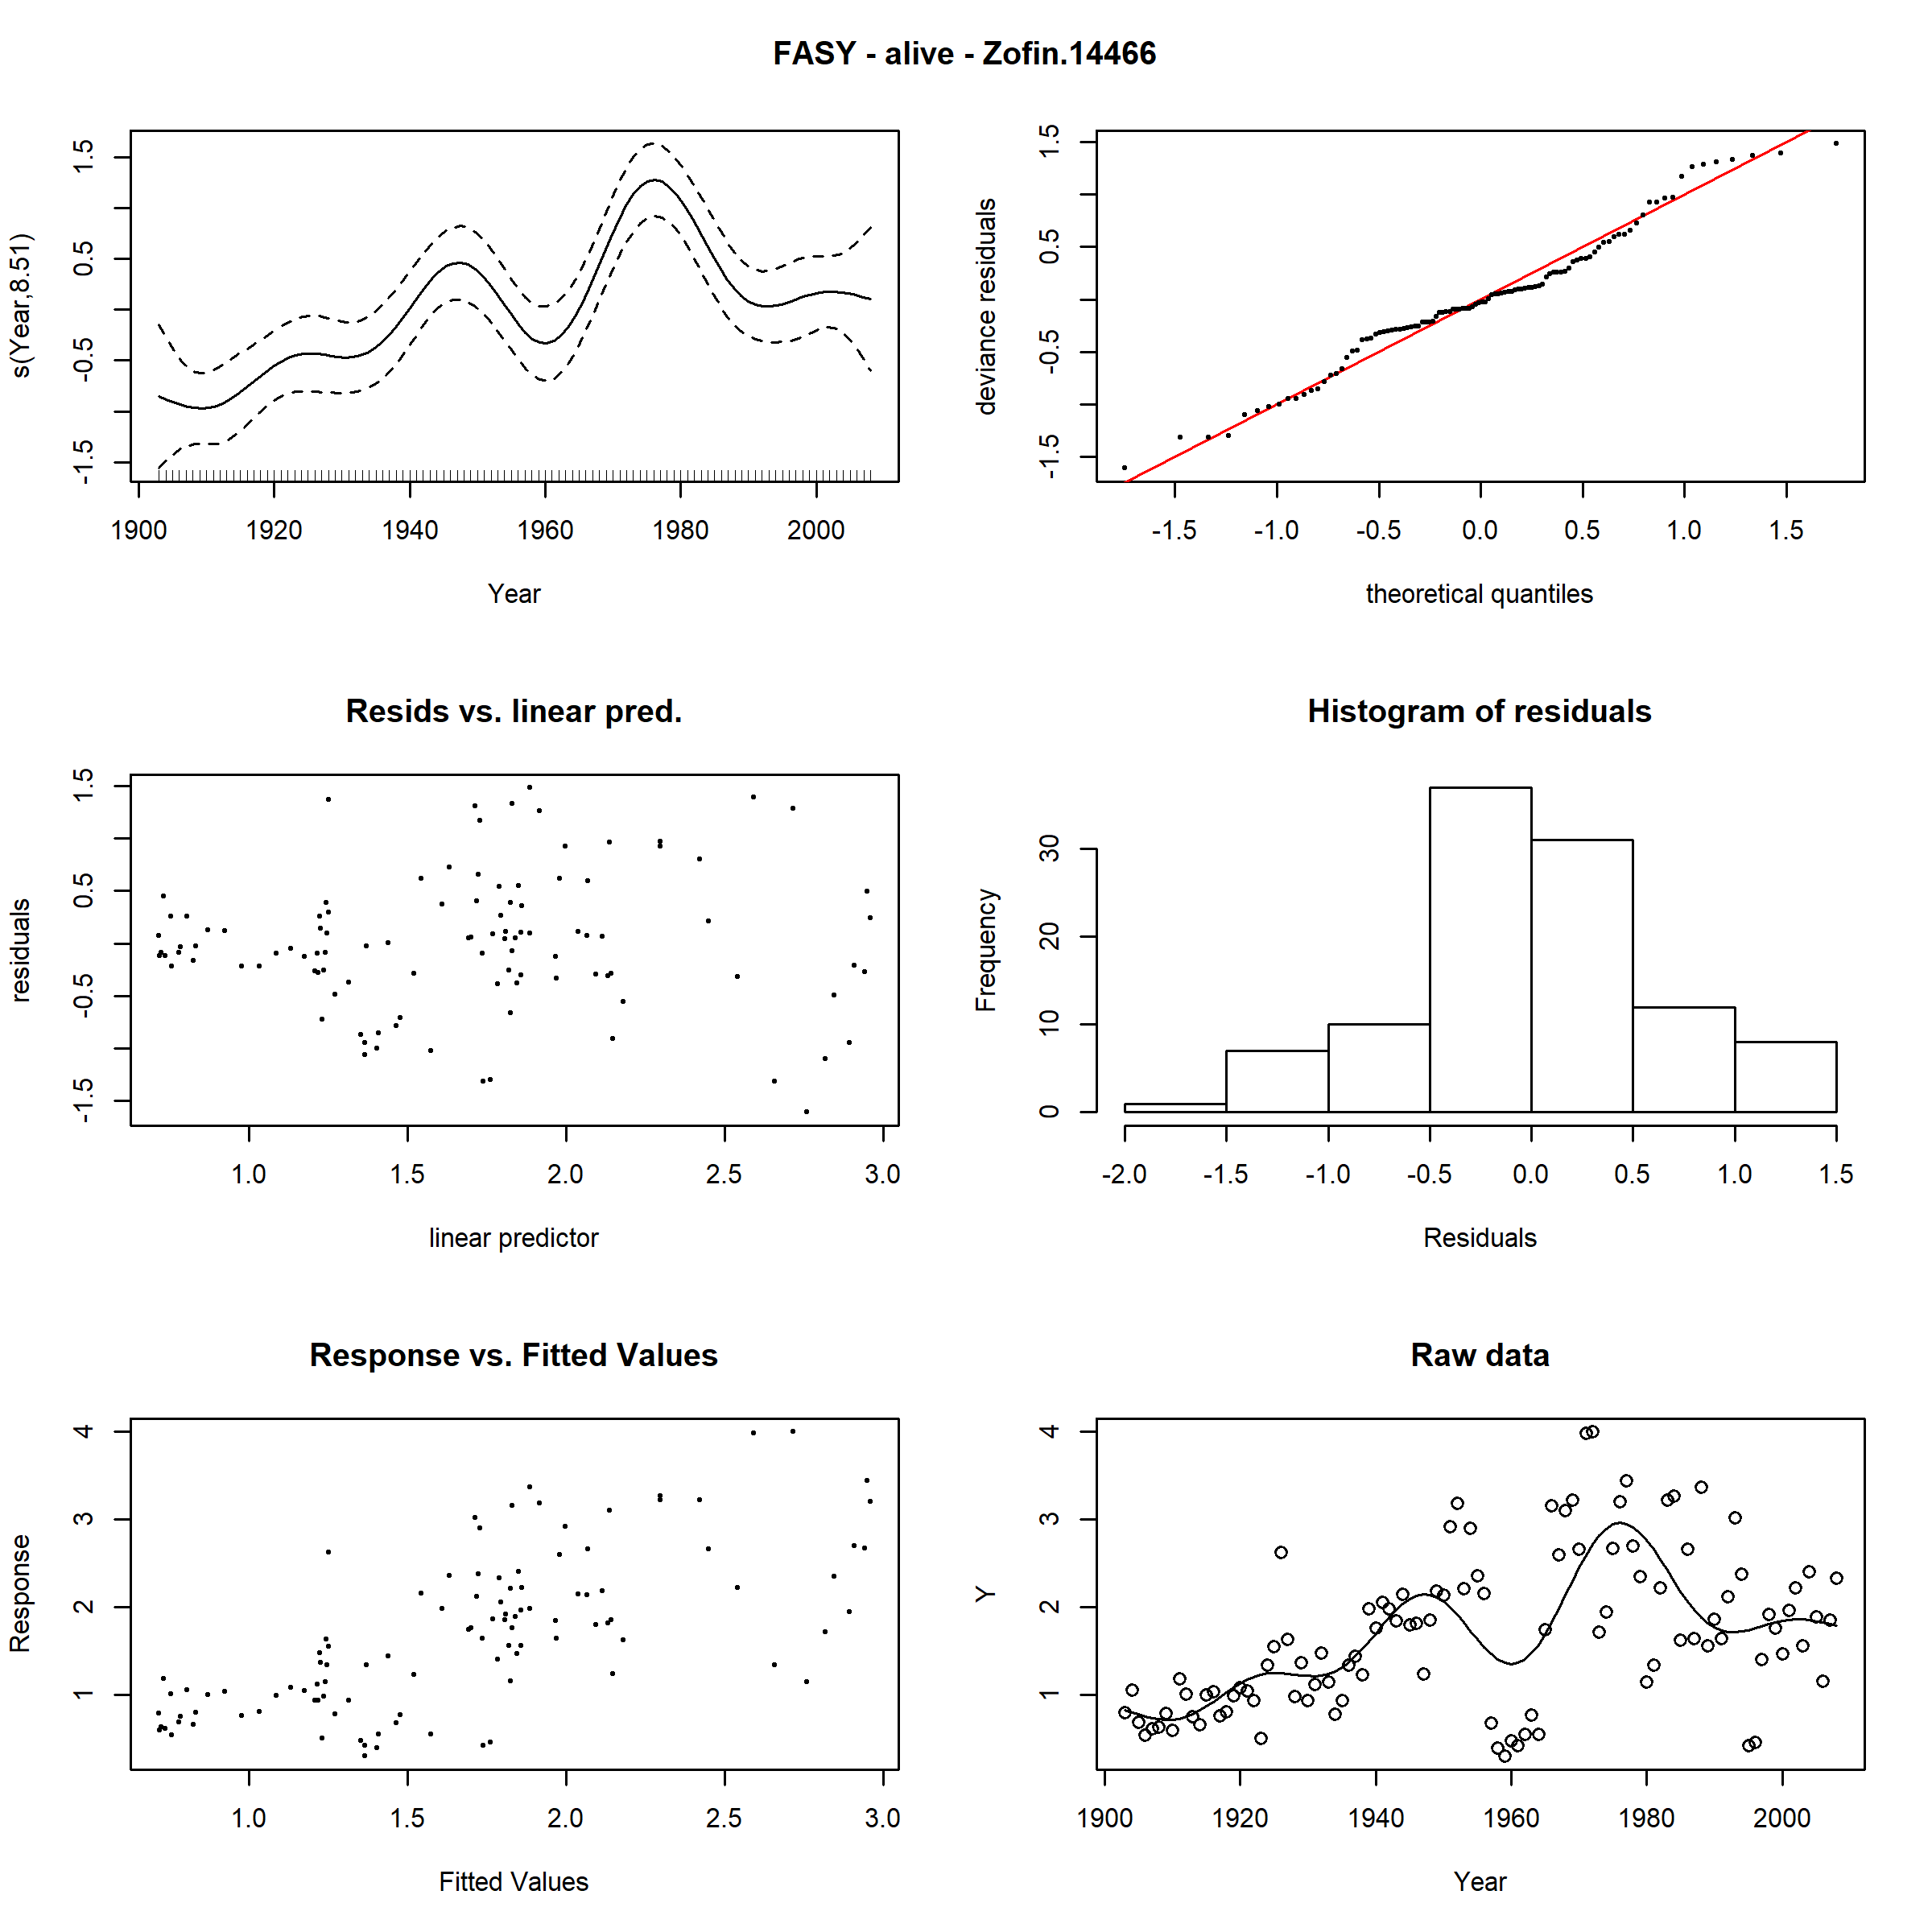 FASY - alive - Zofin.14466
s(Year,8.51)
-1.5 -0.5 0.5 1.5
1900 1920 1940 1960 1980 2000
Year
deviance residuals
-1.5 -0.5 0.5 1.5
-1.5 -1.0 -0.5 0.0 0.5 1.0 1.5
theoretical quantiles
Resids vs. linear pred.
residuals
-1.5 -0.5 0.5 1.5
1.0 1.5 2.0 2.5 3.0
linear predictor
Histogram of residuals
Frequency
0 10 20 30
-2.0 -1.5 -1.0 -0.5 0.0 0.5 1.0 1.5
Residuals
Response vs. Fitted Values
Response
1 2 3 4
1.0 1.5 2.0 2.5 3.0
Fitted Values
Raw data
Y
1 2 3 4
1900 1920 1940 1960 1980 2000
Year